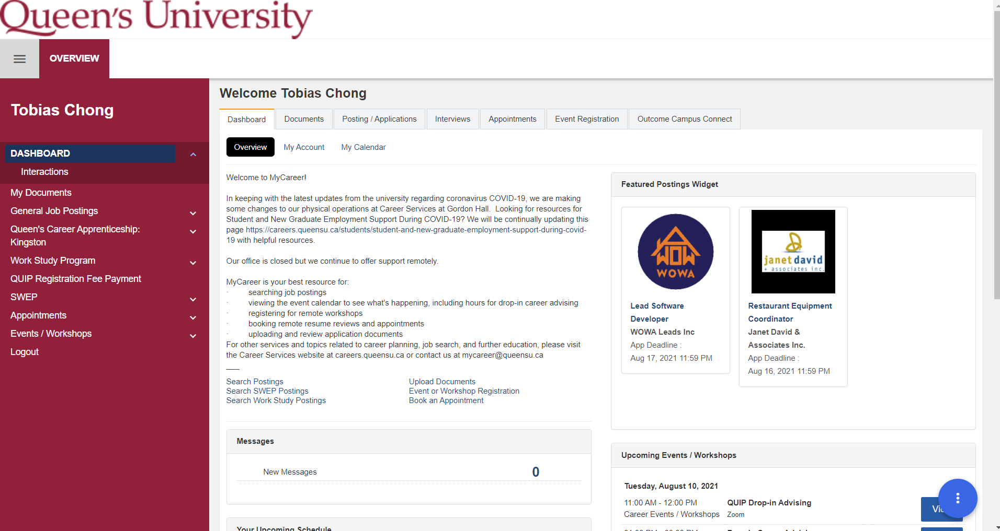 Queen's University
OVERVIEW
Tobias Chong
DASHBOARD
Interactions
My Documents
General Job Postings
Queen's Career Apprenticeship:
Kingston
Work Study Program
QUIP Registration Fee Payment
SWEP
Appointments
Events / Workshops
Logout
Welcome Tobias Chong
Dashboard
Documents
Posting / Applications
Interviews
Appointments
Event Registration
Outcome Campus Connect
Overview
My Account
My Calendar
Welcome to MyCareer!
In keeping with the latest updates from the university regarding coronavirus COVID-19, we are making
some changes to our physical operations at Career Services at Gordon Hall.  Looking for resources for
Student and New Graduate Employment Support During COVID-19? We will be continually updating this
page https://careers.queensu.ca/students/student-and-new-graduate-employment-support-during-covid-
19 with helpful resources.
Our office is closed but we continue to offer support remotely.
MyCareer is your best resource for:
· searching job postings
· viewing the event calendar to see what's happening, including hours for drop-in career advising
· registering for remote workshops
· booking remote resume reviews and appointments
· uploading and review application documents
For other services and topics related to career planning, job search, and further education, please visit
the Career Services website at careers.queensu.ca or contact us at mycareer@queensu.ca
___
Search Postings
Search SWEP Postings
Search Work Study Postings
Upload Documents
Event or Workshop Registration
Book an Appointment
Messages
New Messages
0
Your Upcoming Schedule
Featured Postings Widget
WOW
WOWA
Lead Software
Developer
WOWA Leads Inc
App Deadline :
Aug 17, 2021 11:59 PM
janet david
+ associates inc.
Restaurant Equipment
Coordinator
Janet David &
Associates Inc.
App Deadline :
Aug 16, 2021 11:59 PM
Upcoming Events / Workshops
Tuesday, August 10, 2021
11:00 AM - 12:00 PM
Career Events / Workshops
QUIP Drop-in Advising
Zoom